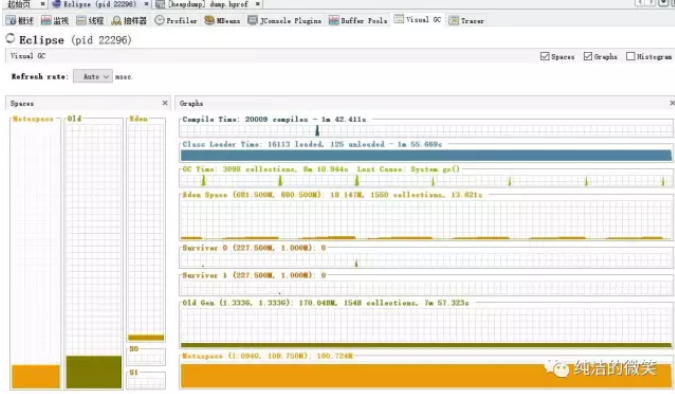 起始页 × Eclipse (pid 22296) × [heapdump] dump.hprof ×
概述 监视 线程 抽样器 Profiler MBeans JConsole Plugins Buffer Pools Visual GC Tracer
Eclipse (pid 22296)
Visual GC
Spaces Graphs Histogram
Refresh rate: Auto msec.
Spaces ×
Metaspace Old Eden
S0
S1
Graphs ×
Compile Time: 20009 compiles - 1m 42.411s
Class Loader Time: 16113 loaded, 125 unloaded - 1m 55.669s
GC Time: 3098 collections, 8m 10.944s Last Cause: System.gc()
Eden Space (681.500M, 680.500M): 18.147M, 1550 collections, 13.621s
Survivor 0 (227.500M, 1.000M): 0
Survivor 1 (227.500M, 1.000M): 0
Old Gen (1.333G, 1.333G): 170.048M, 1548 collections, 7m 57.323s
Metaspace (1.094G, 109.750M): 100.724M
纯洁的微笑